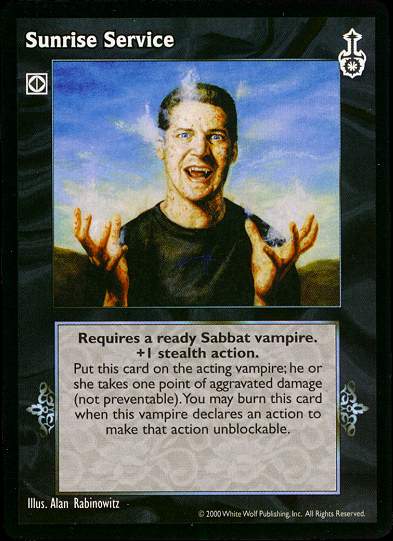 Sunrise Service
Requires a ready Sabbat vampire.
+1 stealth action.
Put this card on the acting vampire; he or
she takes one point of aggravated damage
(not preventable). You may burn this card
when this vampire declares an action to
make that action unblockable.
Illus. Alan Rabinowitz
© 2000 White Wolf Publishing, Inc. All Rights Reserved.